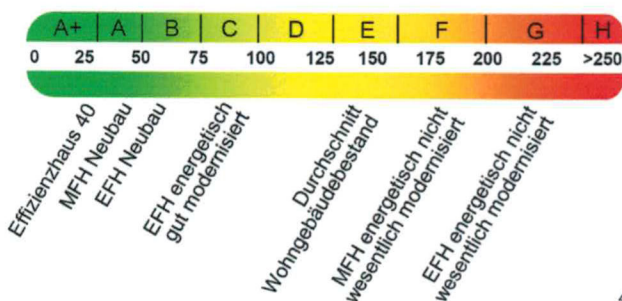 A+ A B C D E F G H
0 25 50 75 100 125 150 175 200 225 >250
Effizienzhaus 40
MFH Neubau
EFH Neubau
EFH energetisch
gut modernisiert
Durchschnitt
Wohngebäudebestand
MFH energetisch nicht
wesentlich modernisiert
EFH energetisch nicht
wesentlich modernisiert